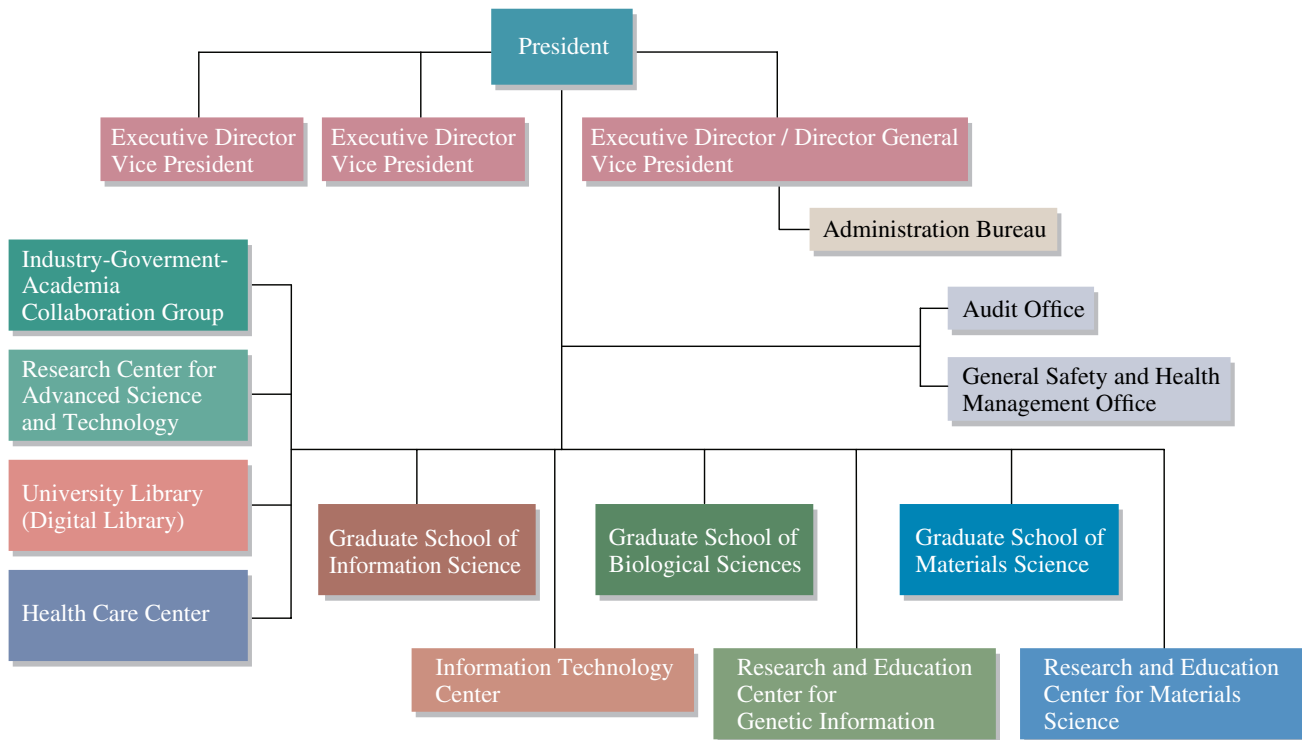 President
Executive Director
Vice President
Executive Director
Vice President
Executive Director / Director General
Vice President
Administration Bureau
Industry-Goverment-
Academia
Collaboration Group
Audit Office
Research Center for
Advanced Science
and Technology
General Safety and Health
Management Office
University Library
(Digital Library)
Graduate School of
Information Science
Graduate School of
Biological Sciences
Graduate School of
Materials Science
Health Care Center
Information Technology
Center
Research and Education
Center for
Genetic Information
Research and Education
Center for Materials
Science